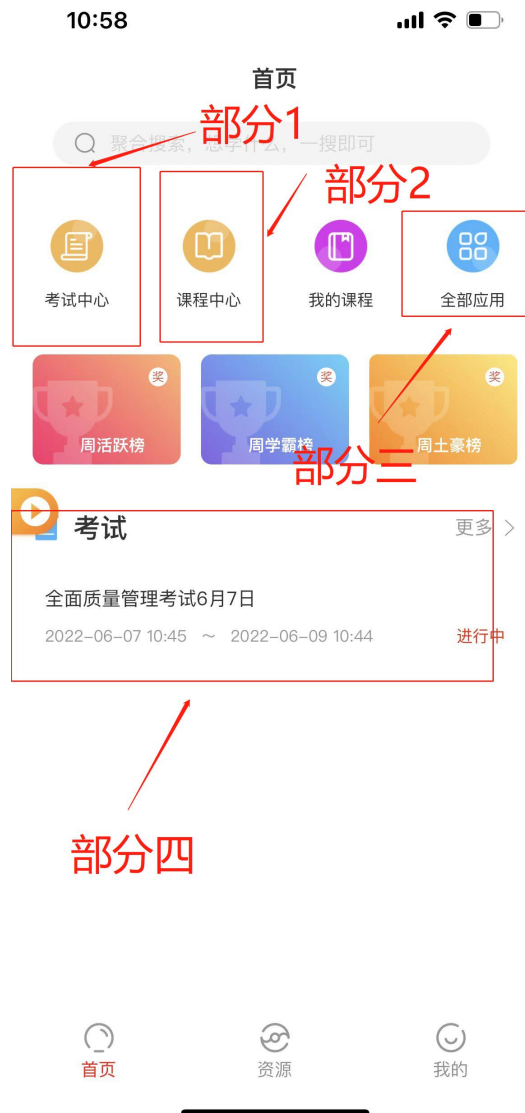 10:58
首页
部分1
聚合搜索，想学什么，一搜即可
部分2
考试中心
课程中心
我的课程
全部应用
奖
奖
奖
周活跃榜
周学霸榜
周土豪榜
部分三
考试
更多
全面质量管理考试6月7日
2022-06-07 10:45 ～ 2022-06-09 10:44
进行中
部分四
首页
资源
我的